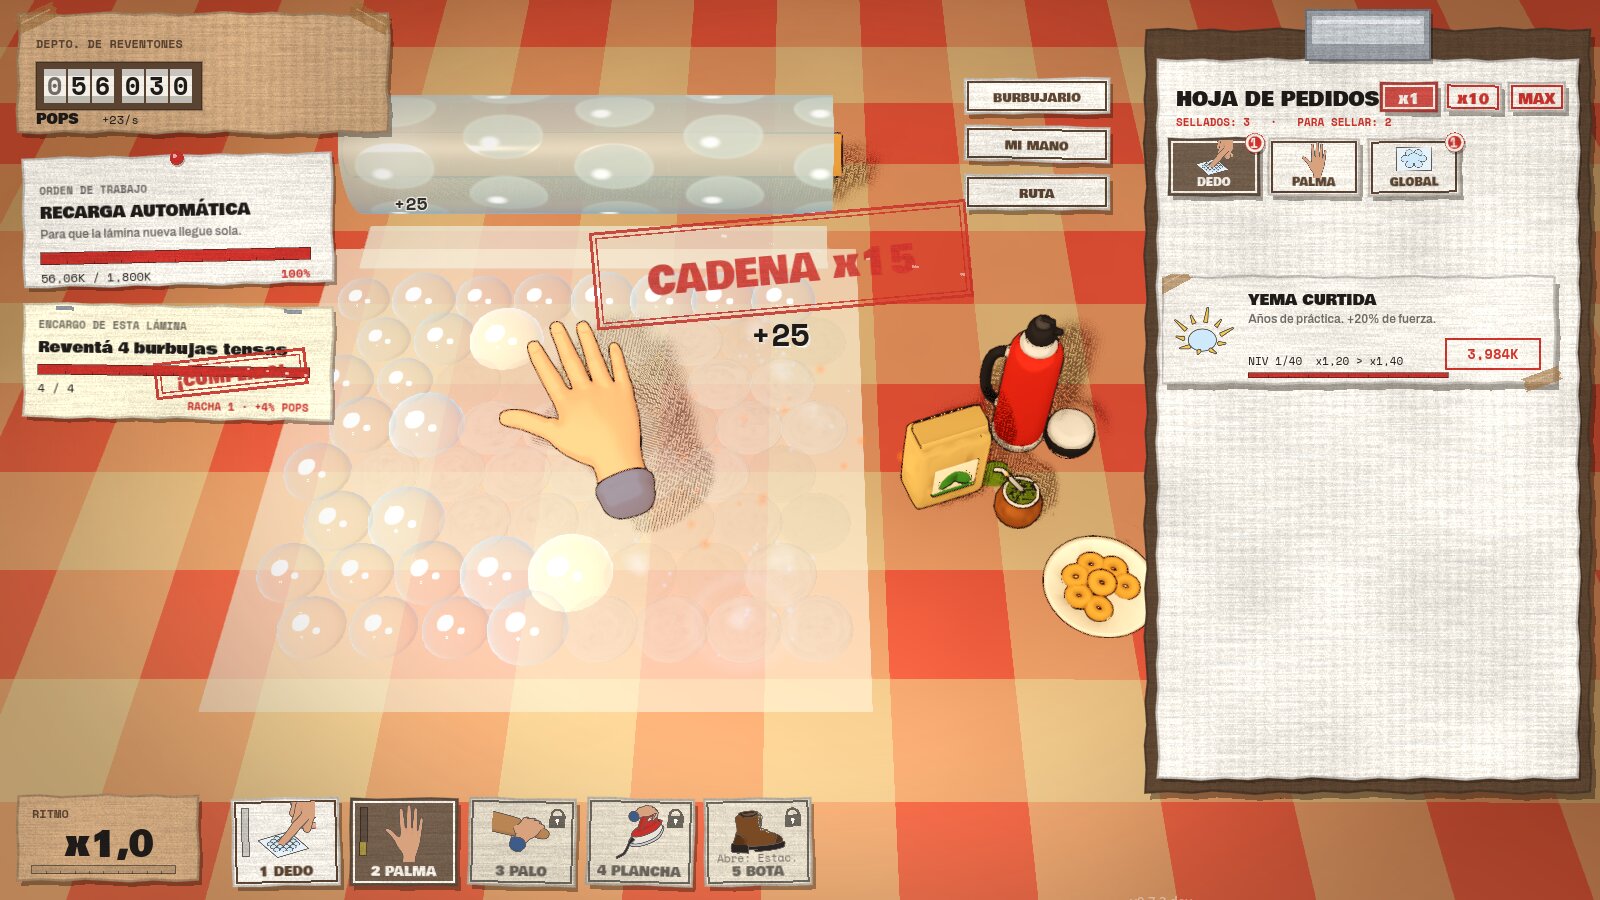 DEPTO. DE REVENTONES
056030
POPS +23/s
ORDEN DE TRABAJO
RECARGA AUTOMÁTICA
Para que la lámina nueva llegue sola.
56,06K / 1,800K 100%
ENCARGO DE ESTA LÁMINA
Reventá 4 burbujas tensas
4 / 4
RACHA 1 · +4% POPS
+25
CADENA x15
+25
BURBUJARIO
MI MANO
RUTA
HOJA DE PEDIDOS x1 x10 MAX
SELLADOS: 3 · PARA SELLAR: 2
1 1
DEDO PALMA GLOBAL
YEMA CURTIDA
Años de práctica. +20% de fuerza.
NIV 1/40 x1,20 > x1,40 3,984K
RITMO
x1,0
1 DEDO
2 PALMA
3 PALO
4 PLANCHA
Abre: Estac.
5 BOTA